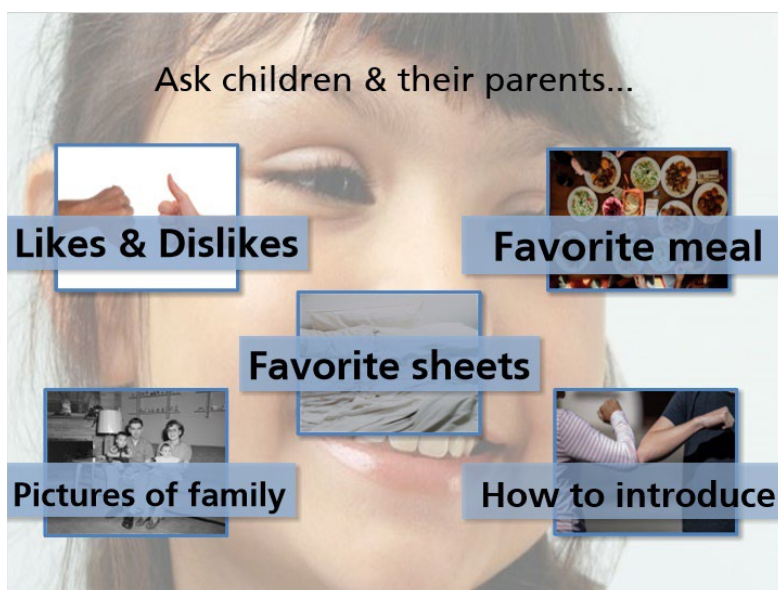 Ask children & their parents...
Likes & Dislikes
Favorite meal
Favorite sheets
Pictures of family
How to introduce